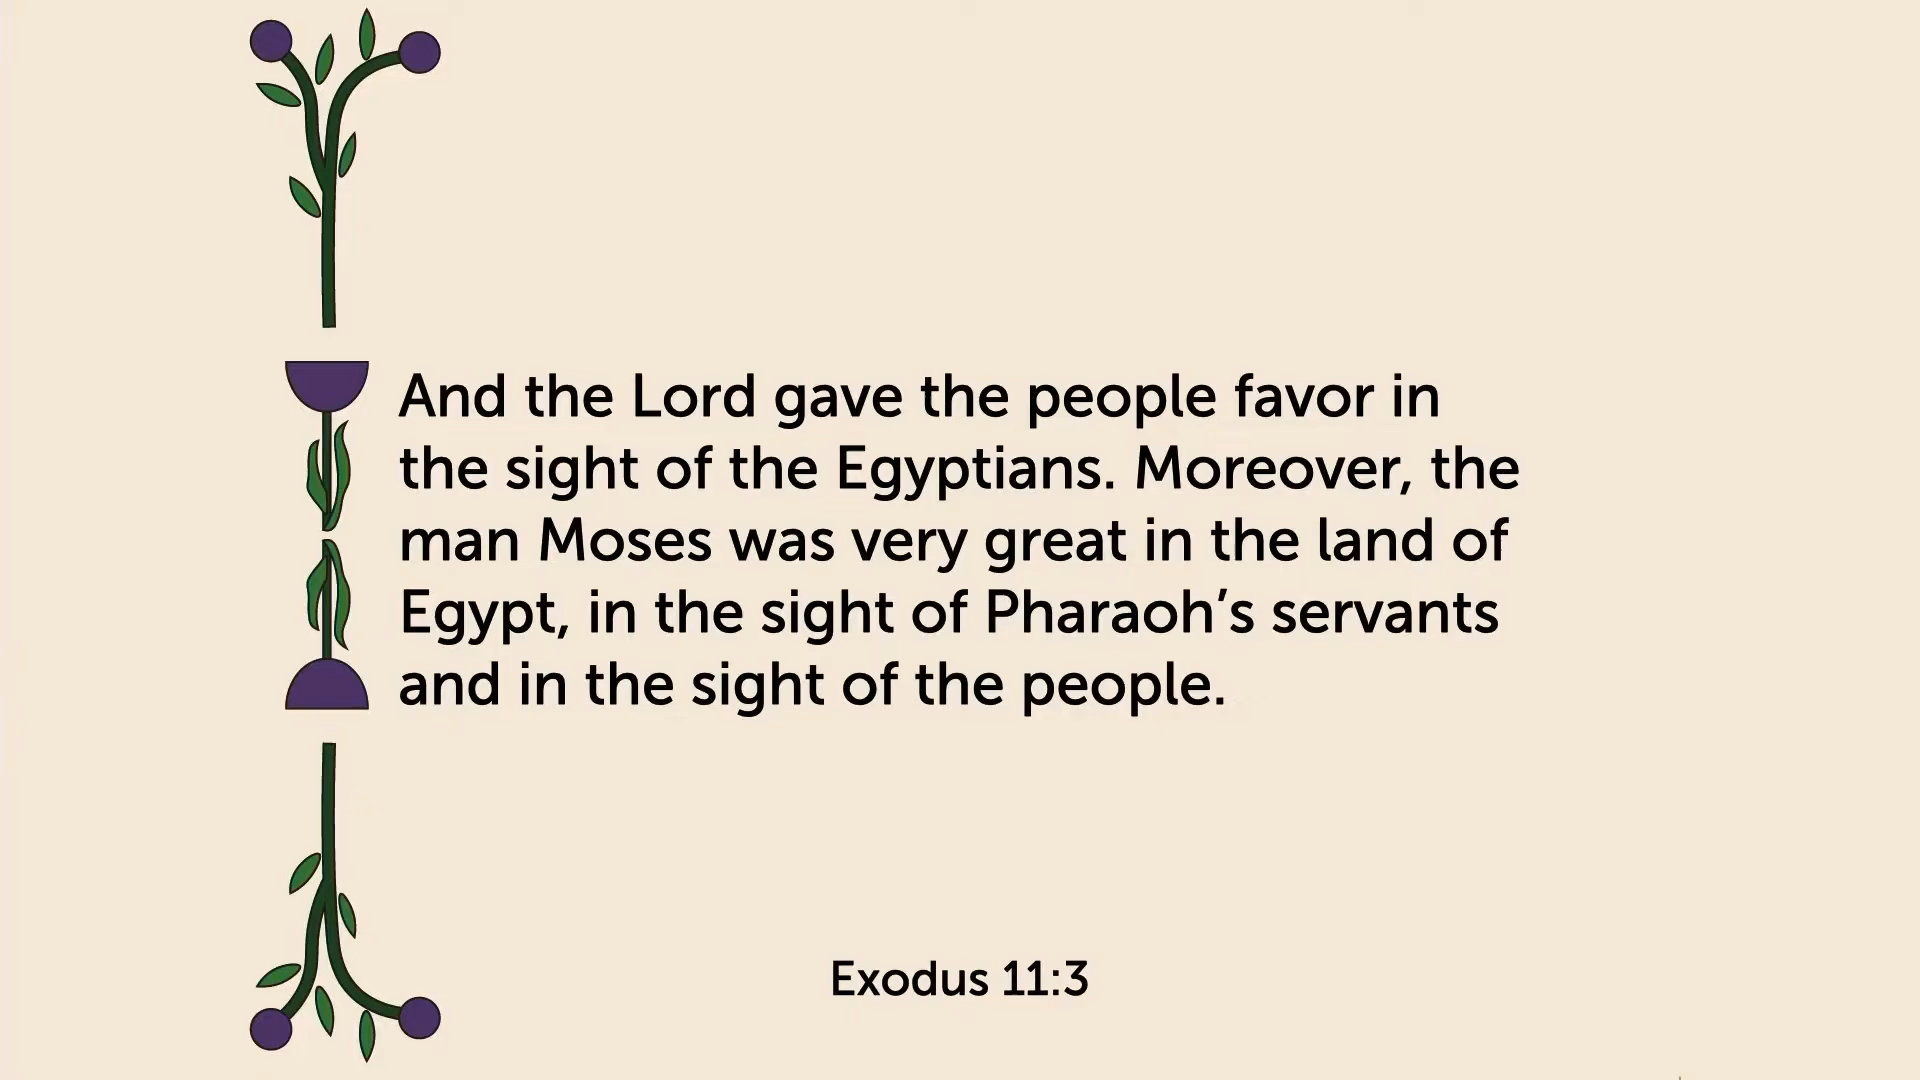 And the Lord gave the people favor in
the sight of the Egyptians. Moreover, the
man Moses was very great in the land of
Egypt, in the sight of Pharaoh’s servants
and in the sight of the people.
Exodus 11:3